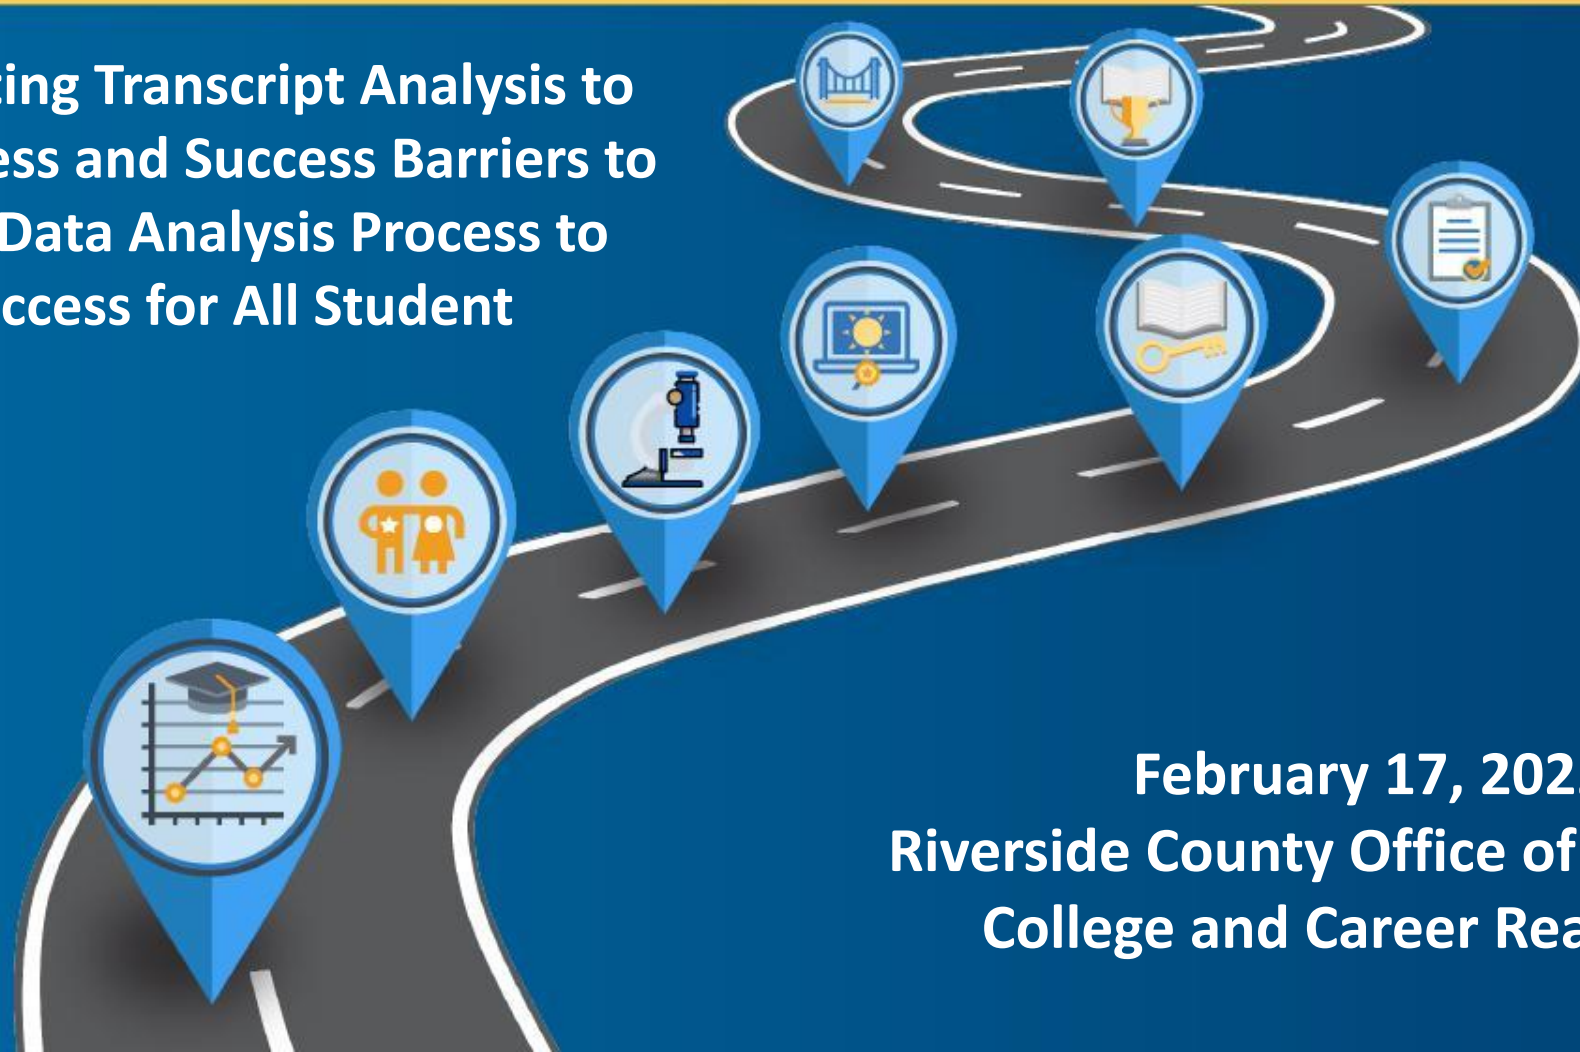 ting Transcript Analysis to
ess and Success Barriers to
Data Analysis Process to
ccess for All Student
February 17, 202
Riverside County Office of
College and Career Rea